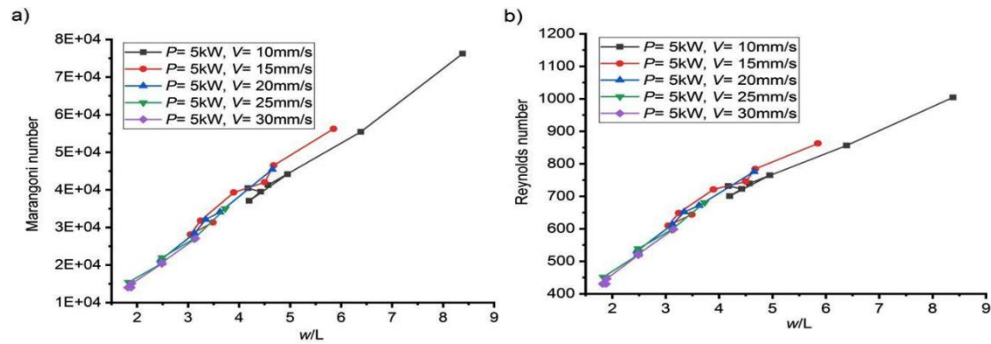 a)
8E+04
7E+04
6E+04
5E+04
4E+04
3E+04
2E+04
1E+04
Marangoni number
P= 5kW, V= 10mm/s
P= 5kW, V= 15mm/s
P= 5kW, V= 20mm/s
P= 5kW, V= 25mm/s
P= 5kW, V= 30mm/s
2 3 4 5 6 7 8 9
w/L
b)
1200
1100
1000
900
800
700
600
500
400
Reynolds number
P= 5kW, V= 10mm/s
P= 5kW, V= 15mm/s
P= 5kW, V= 20mm/s
P= 5kW, V= 25mm/s
P= 5kW, V= 30mm/s
2 3 4 5 6 7 8 9
w/L